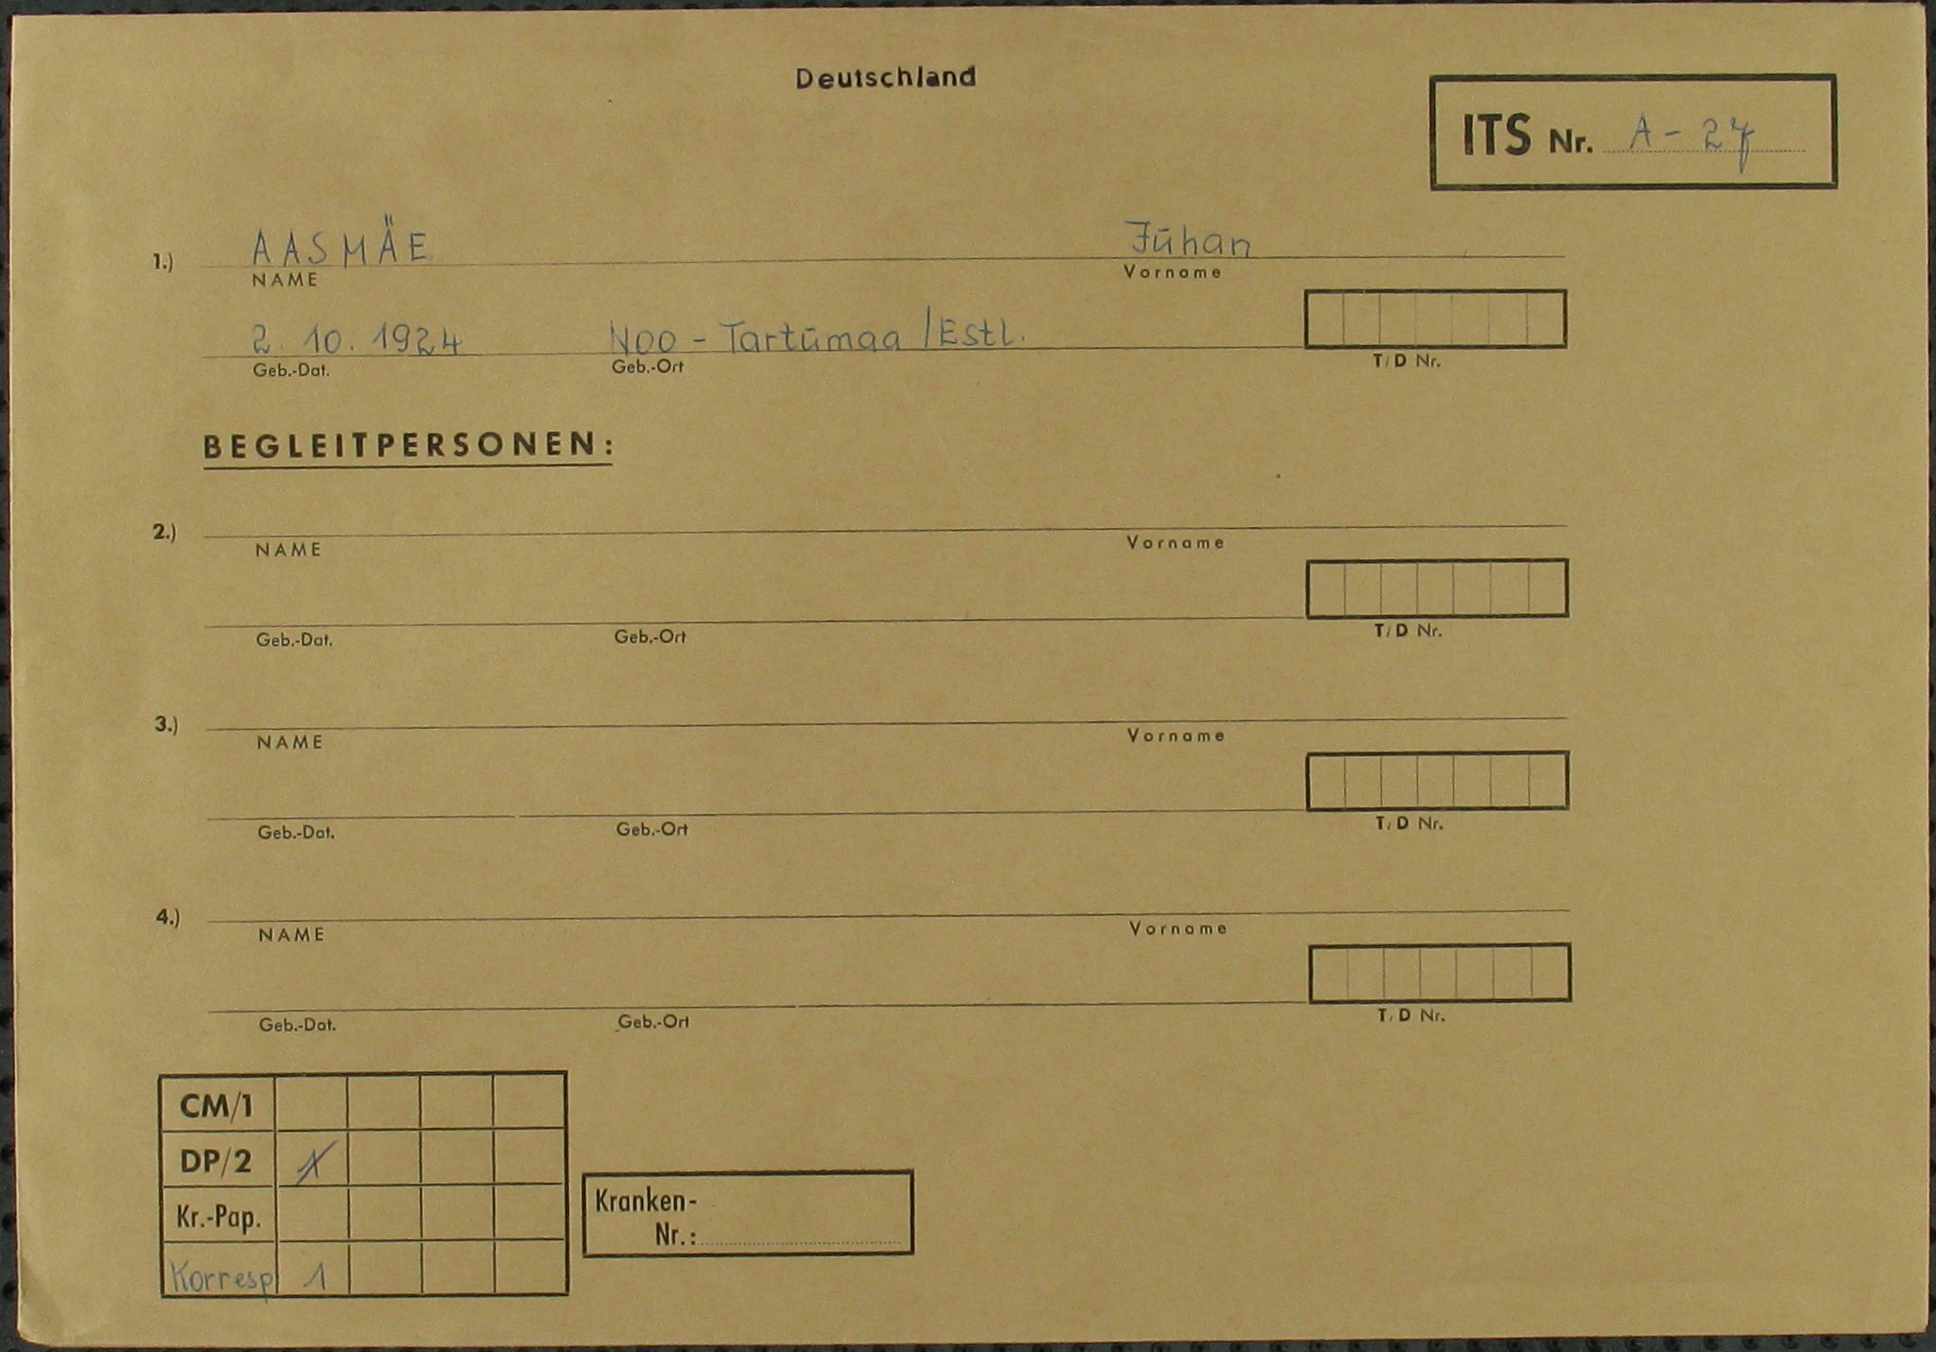 Deutschland
ITS Nr. A - 27
1.) AASMÄE Jūhan
NAME Vorname
2. 10. 1924 Noo - Tartūmaa /Estl.
Geb.-Dat. Geb.-Ort T/D Nr.
BEGLEITPERSONEN:
2.)
NAME Vorname
Geb.-Dat. Geb.-Ort T/D Nr.
3.)
NAME Vorname
Geb.-Dat. Geb.-Ort T/D Nr.
4.)
NAME Vorname
Geb.-Dat. Geb.-Ort T/D Nr.
CM/1
DP/2 1
Kr.-Pap.
Korresp 1
Kranken-
Nr.: